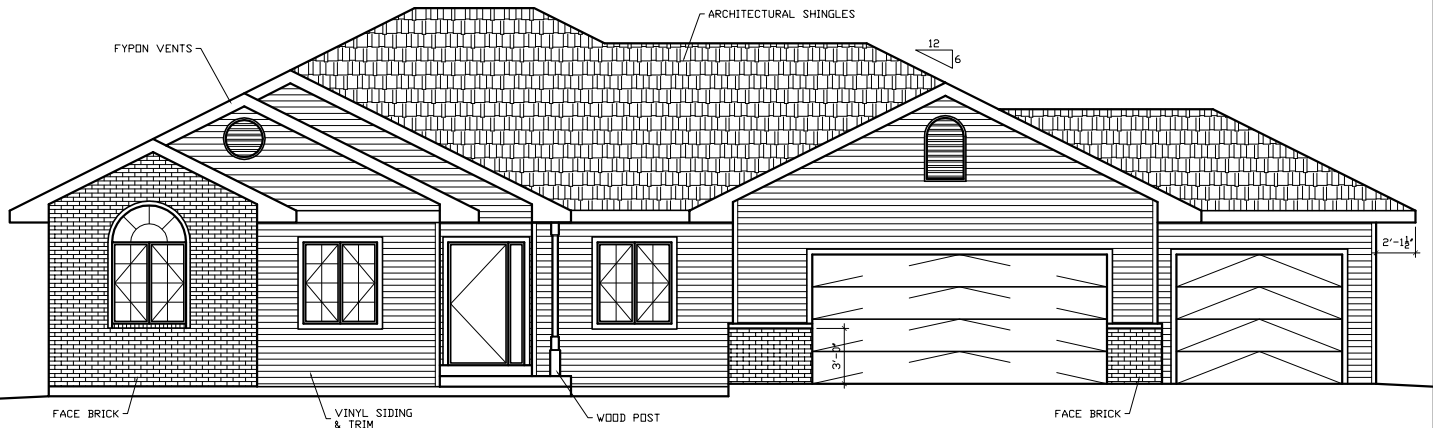 ARCHITECTURAL SHINGLES
FYPON VENTS
12
6
2'-1½"
3'-0"
FACE BRICK
VINYL SIDING
& TRIM
WOOD POST
FACE BRICK